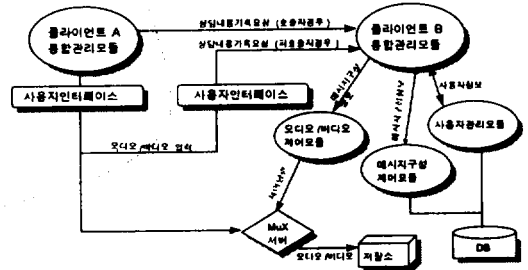 클라이언트 A
통합관리모듈
상담내용기록요청 (호출자경우)
클라이언트 B
통합관리모듈
상담내용기록요청 (피호출자경우)
사용자인터페이스
사용자인터페이스
메시지구성
사용자정보
오디오/비디오 입력
오디오/비디오
제어모듈
사용자관리모듈
메시지구성
제어모듈
MuX
서버
오디오/비디오
저장소
DB